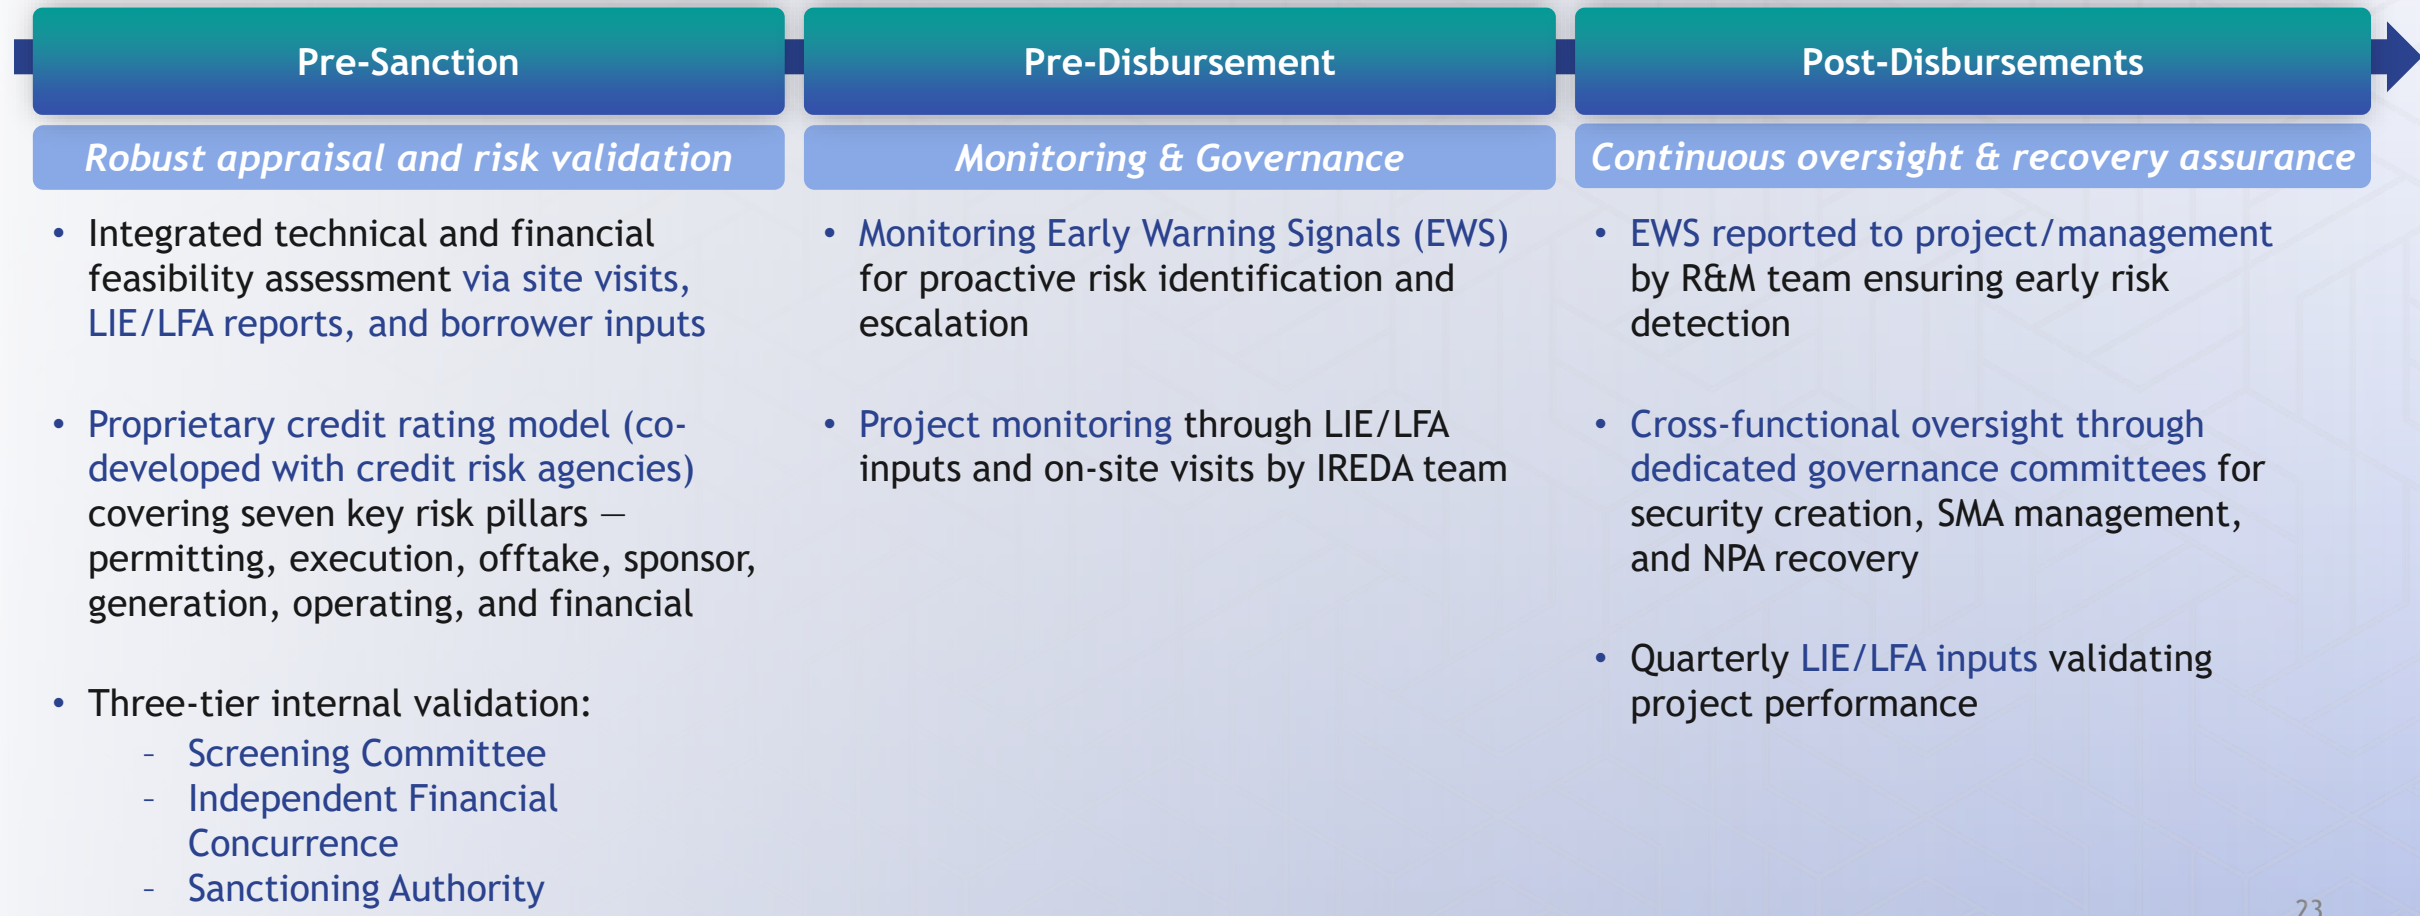 Pre-Sanction
Robust appraisal and risk validation
• Integrated technical and financial
feasibility assessment via site visits,
LIE/LFA reports, and borrower inputs
• Proprietary credit rating model (co-
developed with credit risk agencies)
covering seven key risk pillars —
permitting, execution, offtake, sponsor,
generation, operating, and financial
• Three-tier internal validation:
– Screening Committee
– Independent Financial
Concurrence
– Sanctioning Authority
Pre-Disbursement
Monitoring & Governance
• Monitoring Early Warning Signals (EWS)
for proactive risk identification and
escalation
• Project monitoring through LIE/LFA
inputs and on-site visits by IREDA team
Post-Disbursements
Continuous oversight & recovery assurance
• EWS reported to project/management
by R&M team ensuring early risk
detection
• Cross-functional oversight through
dedicated governance committees for
security creation, SMA management,
and NPA recovery
• Quarterly LIE/LFA inputs validating
project performance
23